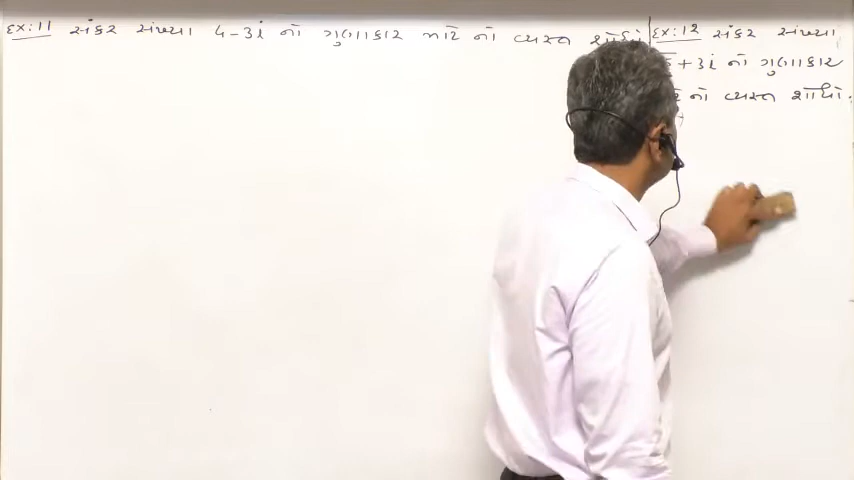 Ex:11 સંકર સંખ્યા 4-3i નો ગુણાકાર માટે નો વ્યસ્ત શોધો
Ex:12 સંકર સંખ્યા
+ 3i નો ગુણાકાર
નો વ્યસ્ત શોધો.